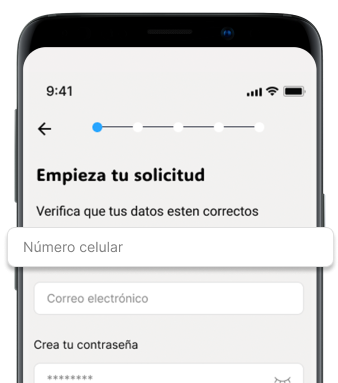 9:41
Empieza tu solicitud
Verifica que tus datos esten correctos
Número celular
Correo electrónico
Crea tu contraseña
********